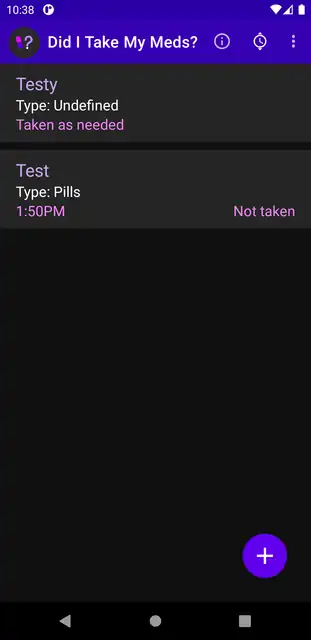 10:38
Did I Take My Meds?
Testy
Type: Undefined
Taken as needed
Test
Type: Pills
1:50PM Not taken